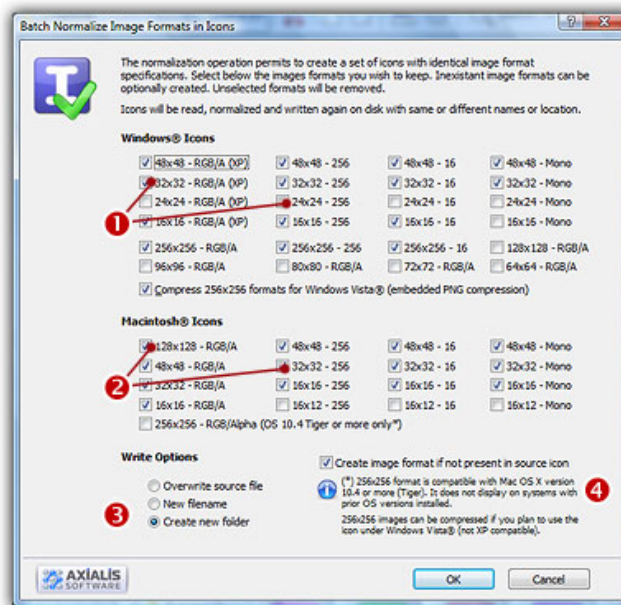 Batch Normalize Image Formats in Icons
The normalization operation permits to create a set of icons with identical image format
specifications. Select below the images formats you wish to keep. Inexistant image formats can be
optionally created. Unselected formats will be removed.
Icons will be read, normalized and written again on disk with same or different names or location.
Windows® Icons
48x48 - RGB/A (XP) 48x48 - 256 48x48 - 16 48x48 - Mono
32x32 - RGB/A (XP) 32x32 - 256 32x32 - 16 32x32 - Mono
24x24 - RGB/A (XP) 24x24 - 256 24x24 - 16 24x24 - Mono
1
16x16 - RGB/A (XP) 16x16 - 256 16x16 - 16 16x16 - Mono
256x256 - RGB/A 256x256 - 256 256x256 - 16 128x128 - RGB/A
96x96 - RGB/A 80x80 - RGB/A 72x72 - RGB/A 64x64 - RGB/A
Compress 256x256 formats for Windows Vista® (embedded PNG compression)
Macintosh® Icons
128x128 - RGB/A 48x48 - 256 48x48 - 16 48x48 - Mono
48x48 - RGB/A 32x32 - 256 32x32 - 16 32x32 - Mono
2
32x32 - RGB/A 16x16 - 256 16x16 - 16 16x16 - Mono
16x16 - RGB/A 16x12 - 256 16x12 - 16 16x12 - Mono
256x256 - RGB/Alpha (OS 10.4 Tiger or more only*)
Write Options
Overwrite source file
New filename
Create new folder
3
Create image format if not present in source icon
(*) 256x256 format is compatible with Mac OS X version
10.4 or more (Tiger). It does not display on systems with
prior OS versions installed.
256x256 images can be compressed if you plan to use the
icon under Windows Vista® (not XP compatible).
4
AXIALIS
SOFTWARE
OK Cancel